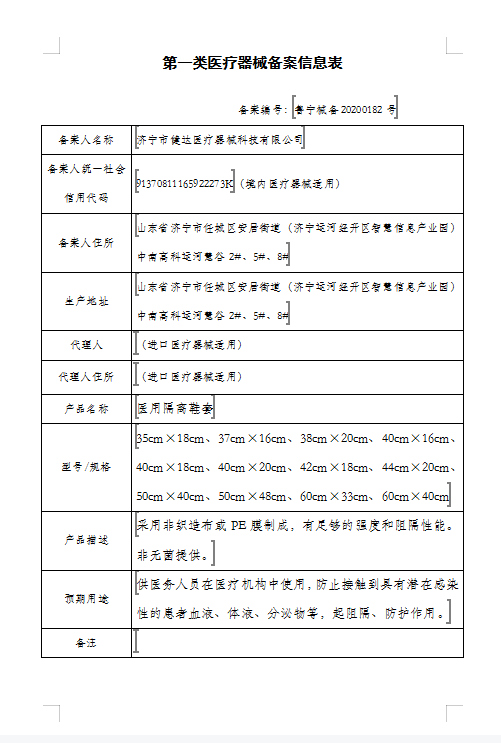 第一类医疗器械备案信息表
备案编号：鲁宁械备20200182号
备案人名称
济宁市健达医疗器械科技有限公司
备案人统一社会
信用代码
91370811165922273K（境内医疗器械适用）
备案人住所
山东省济宁市任城区安居街道（济宁运河经开区智慧信息产业园）
中南高科运河慧谷2#、5#、8#
生产地址
山东省济宁市任城区安居街道（济宁运河经开区智慧信息产业园）
中南高科运河慧谷2#、5#、8#
代理人
（进口医疗器械适用）
代理人住所
（进口医疗器械适用）
产品名称
医用隔离鞋套
型号/规格
35cm×18cm、37cm×16cm、38cm×20cm、40cm×16cm、
40cm×18cm、40cm×20cm、42cm×18cm、44cm×20cm、
50cm×40cm、50cm×48cm、60cm×33cm、60cm×40cm
产品描述
采用非织造布或PE膜制成，有足够的强度和阻隔性能。
非无菌提供。
预期用途
供医务人员在医疗机构中使用，防止接触到具有潜在感染
性的患者血液、体液、分泌物等，起阻隔、防护作用。
备注